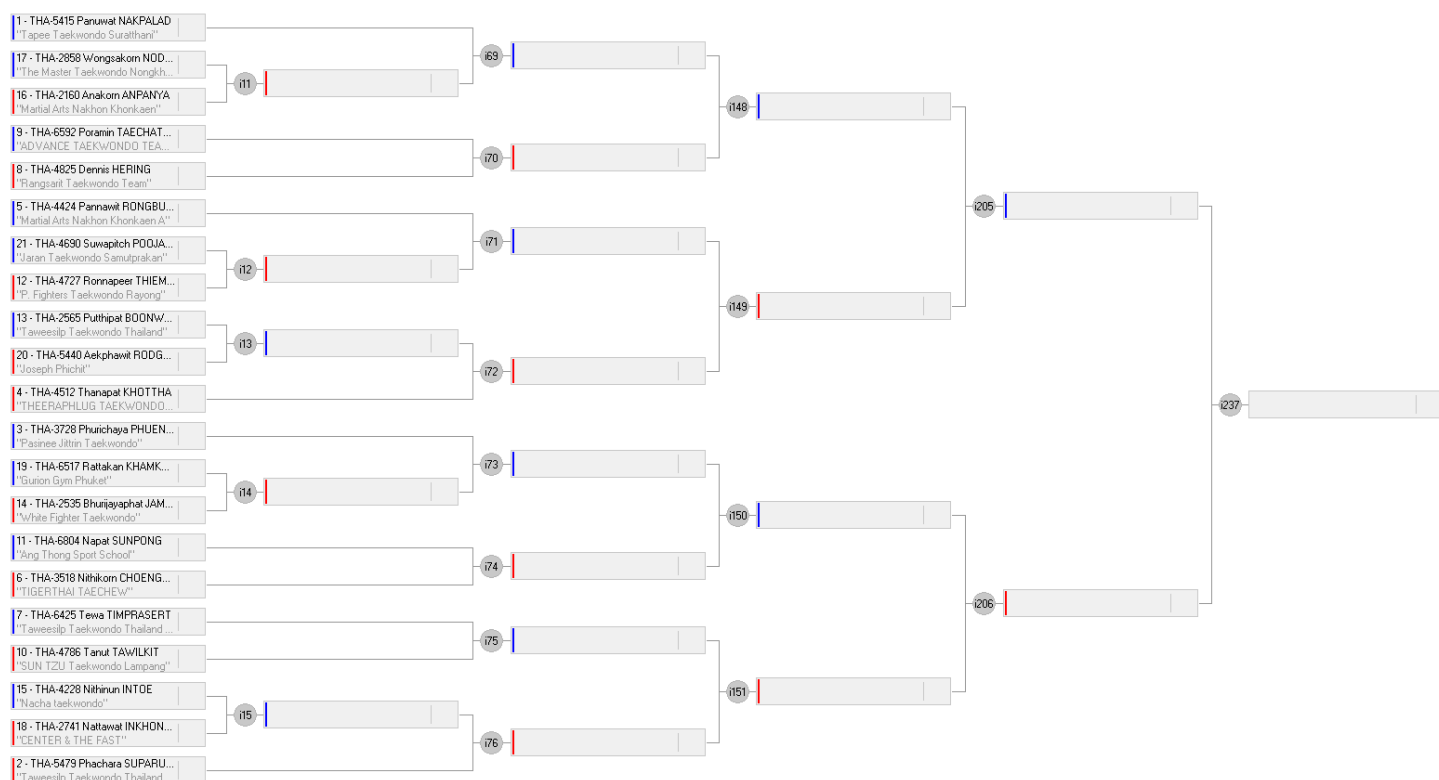 1 - THA-5415 Panuwat NAKPALAD
"Tapee Taekwondo Suratthani"
17 - THA-2858 Wongsakorn NOD...
"The Master Taekwondo Nongkh...
16 - THA-2160 Anakorn ANPANYA
"Martial Arts Nakhon Khonkaen"
9 - THA-6592 Poramin TAECHAT...
"ADVANCE TAEKWONDO TEA...
8 - THA-4825 Dennis HERING
"Rangsarit Taekwondo Team"
5 - THA-4424 Pannawit RONGBU...
"Martial Arts Nakhon Khonkaen A"
21 - THA-4690 Suwapitch POOJA...
"Jaran Taekwondo Samutprakan"
12 - THA-4727 Ronnapeer THIEM...
"P. Fighters Taekwondo Rayong"
13 - THA-2565 Putthipat BOONW...
"Taweesilp Taekwondo Thailand"
20 - THA-5440 Aekphawit RODG...
"Joseph Phichit"
4 - THA-4512 Thanapat KHOTTHA
"THEERAPHLUG TAEKWONDO...
3 - THA-3728 Phurichaya PHUEN...
"Pasinee Jittrin Taekwondo"
19 - THA-6517 Rattakan KHAMK...
"Gurion Gym Phuket"
14 - THA-2535 Bhurijayaphat JAM...
"White Fighter Taekwondo"
11 - THA-6804 Napat SUNPONG
"Ang Thong Sport School"
6 - THA-3518 Nithikorn CHOENG...
"TIGERTHAI TAECHEW"
7 - THA-6425 Tewa TIMPRASERT
"Taweesilp Taekwondo Thailand ...
10 - THA-4786 Tanut TAWILKIT
"SUN TZU Taekwondo Lampang"
15 - THA-4228 Nithinun INTOE
"Nacha taekwondo"
18 - THA-2741 Nattawat INKHON...
"CENTER & THE FAST"
2 - THA-5479 Phachara SUPARU...
"Taweesilp Taekwondo Thailand
i11
i12
i13
i14
i15
i69
i70
i71
i72
i73
i74
i75
i76
i148
i149
i150
i151
i205
i206
i237